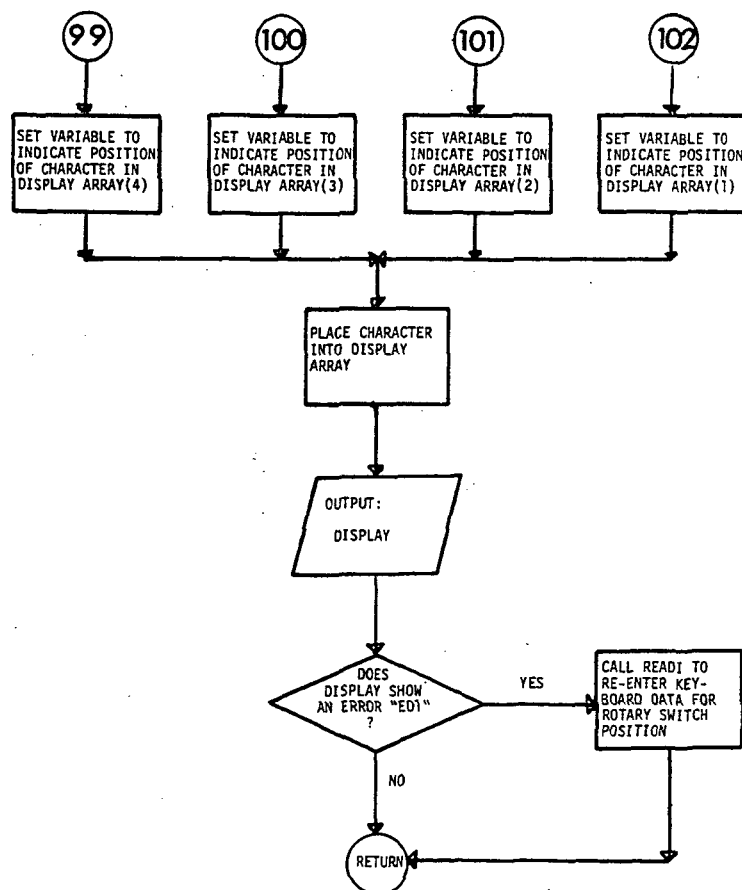 99
100
101
102
SET VARIABLE TO
INDICATE POSITION
OF CHARACTER IN
DISPLAY ARRAY(4)
SET VARIABLE TO
INDICATE POSITION
OF CHARACTER IN
DISPLAY ARRAY(3)
SET VARIABLE TO
INDICATE POSITION
OF CHARACTER IN
DISPLAY ARRAY(2)
SET VARIABLE TO
INDICATE POSITION
OF CHARACTER IN
DISPLAY ARRAY(1)
PLACE CHARACTER
INTO DISPLAY
ARRAY
OUTPUT:
DISPLAY
DOES
DISPLAY SHOW
AN ERROR "ED1"
?
YES
CALL READI TO
RE-ENTER KEY-
BOARD DATA FOR
ROTARY SWITCH
POSITION
NO
RETURN